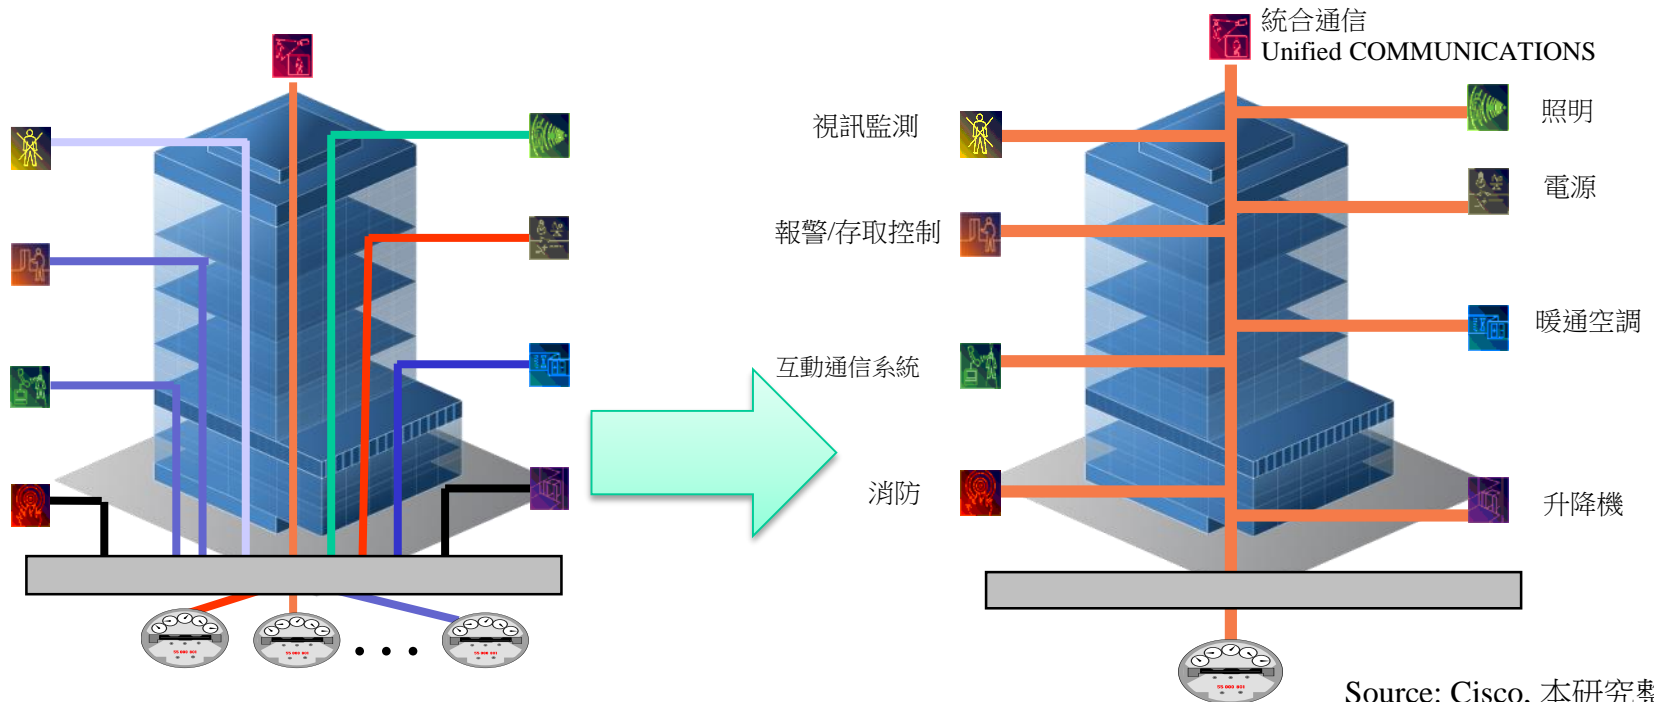 統合通信
Unified COMMUNICATIONS
視訊監測
照明
電源
報警/存取控制
暖通空調
互動通信系統
消防
升降機
Source: Cisco, 本研究整